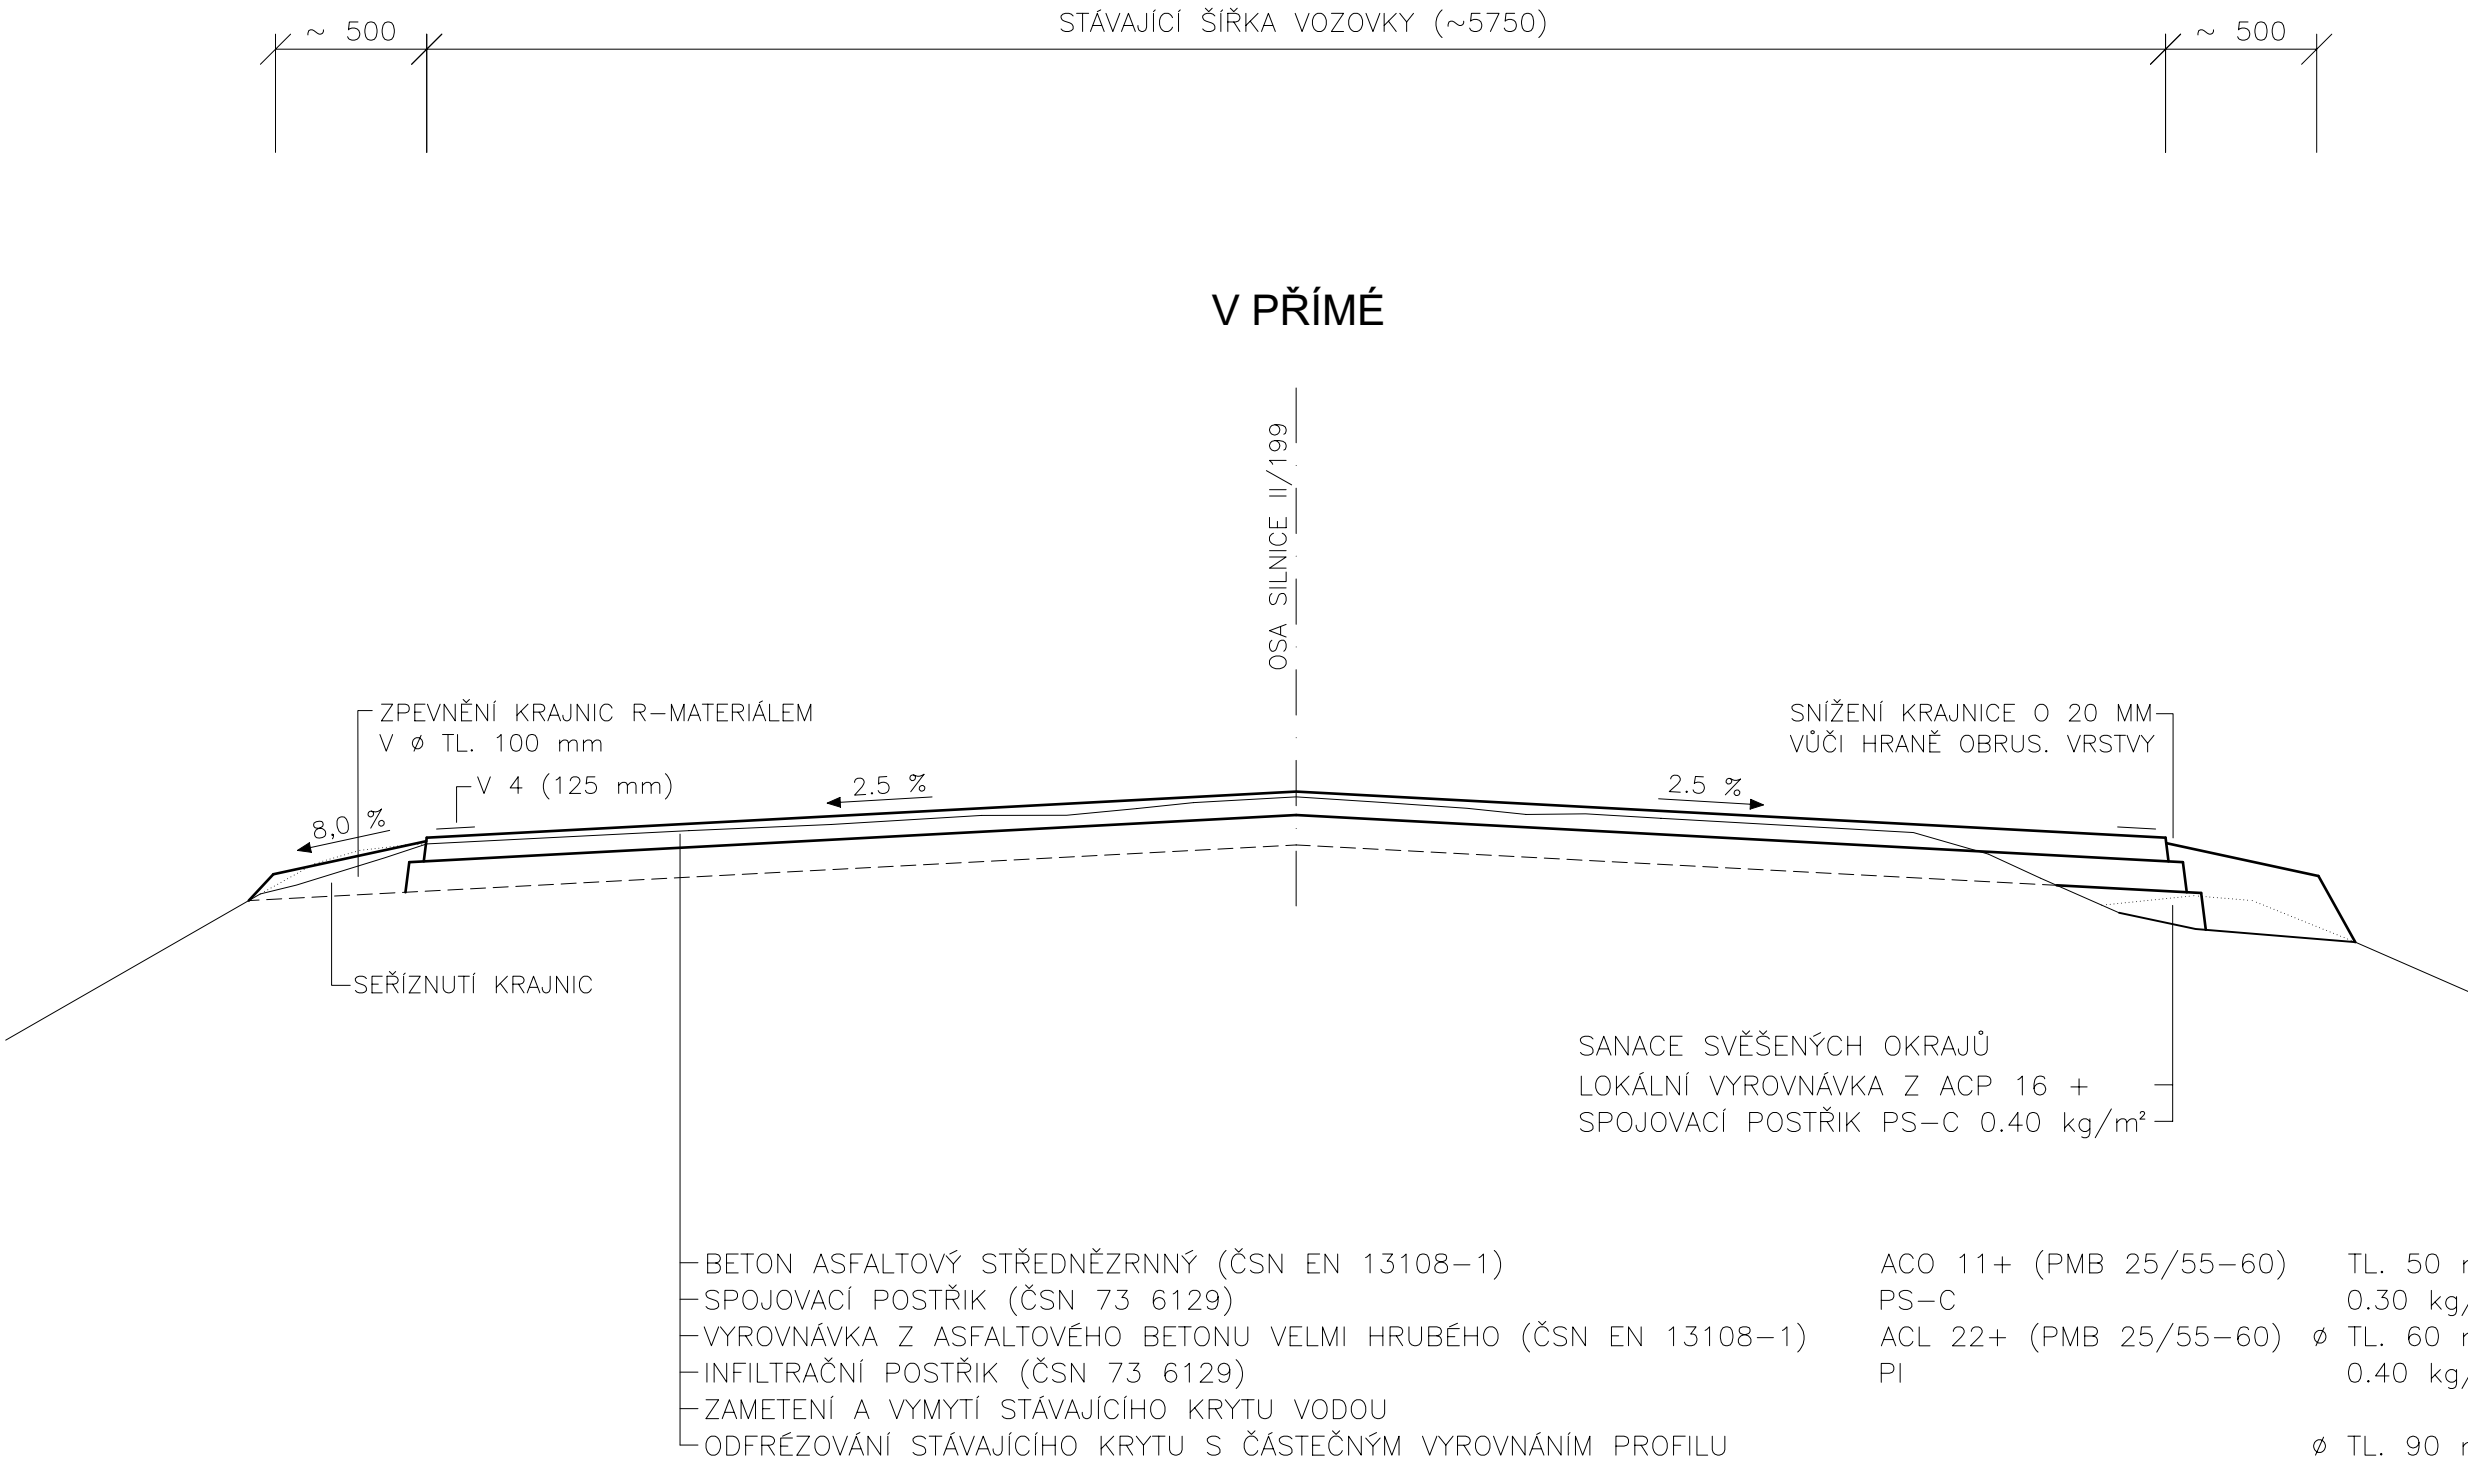 ~ 500
STÁVAJÍCÍ ŠÍŘKA VOZOVKY (~5750)
~ 500
V PŘÍMÉ
OSA SILNICE II/199
ZPEVNĚNÍ KRAJNIC R-MATERIÁLEM
V ø TL. 100 mm
V 4 (125 mm)
8,0 %
2.5 %
2.5 %
SNÍŽENÍ KRAJNICE O 20 MM
VŮČI HRANĚ OBRUS. VRSTVY
SEŘÍZNUTÍ KRAJNIC
SANACE SVĚŠENÝCH OKRAJŮ
LOKÁLNÍ VYROVNÁVKA Z ACP 16 +
SPOJOVACÍ POSTŘIK PS-C 0.40 kg/m²
BETON ASFALTOVÝ STŘEDNĚZRNNÝ (ČSN EN 13108-1) ACO 11+ (PMB 25/55-60) TL. 50
SPOJOVACÍ POSTŘIK (ČSN 73 6129) PS-C 0.30 kg/
VYROVNÁVKA Z ASFALTOVÉHO BETONU VELMI HRUBÉHO (ČSN EN 13108-1) ACL 22+ (PMB 25/55-60) ø TL. 60
INFILTRAČNÍ POSTŘIK (ČSN 73 6129) PI 0.40 kg/
ZAMETENÍ A VYMYTÍ STÁVAJÍCÍHO KRYTU VODOU
ODFRÉZOVÁNÍ STÁVAJÍCÍHO KRYTU S ČÁSTEČNÝM VYROVNÁNÍM PROFILU ø TL. 90